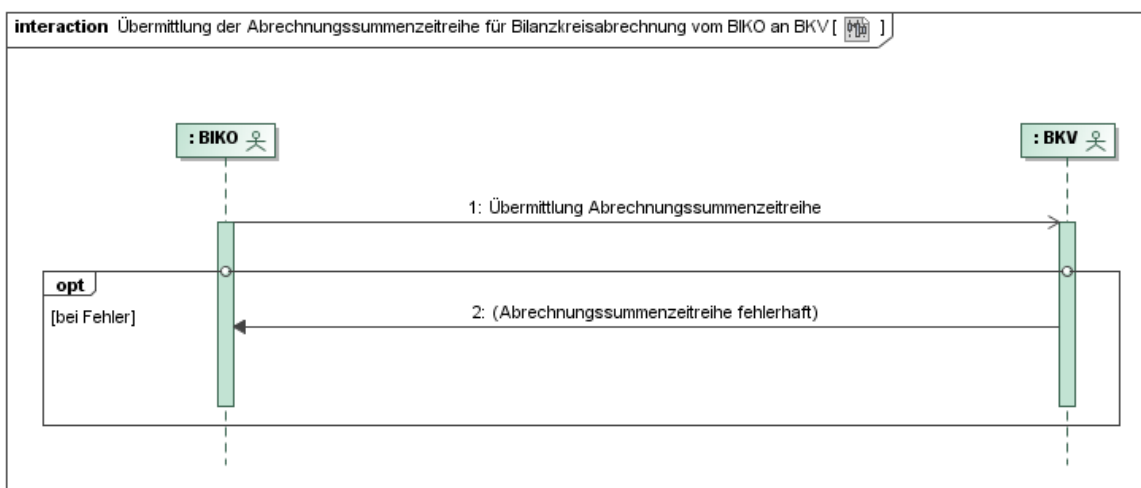 interaction Übermittlung der Abrechnungssummenzeitreihe für Bilanzkreisabrechnung vom BIKO an BKV [ ]
: BIKO
: BKV
1: Übermittlung Abrechnungssummenzeitreihe
opt
[bei Fehler]
2: (Abrechnungssummenzeitreihe fehlerhaft)